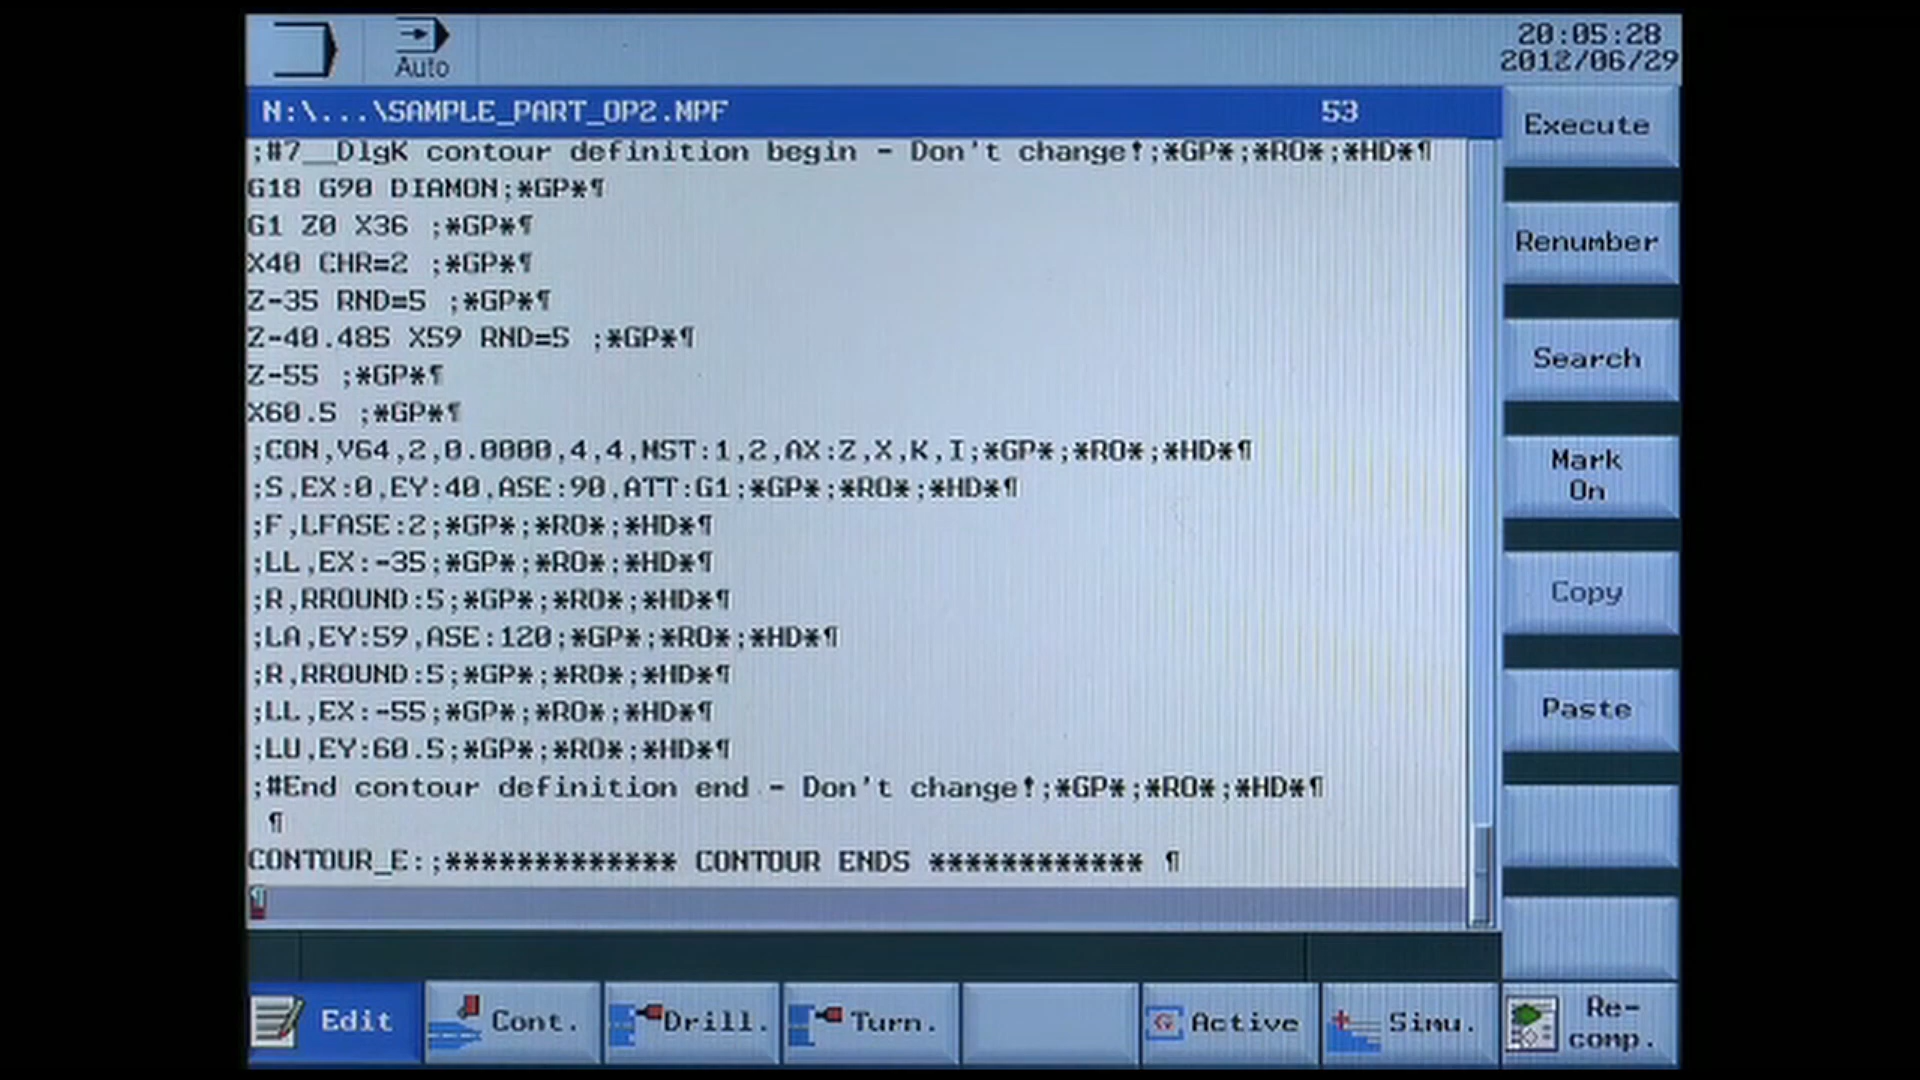 Auto
20:05:28
2012/06/29
N:\...\SAMPLE_PART_OP2.MPF 53
;#7__DlgK contour definition begin - Don't change!;*GP*;*RO*;*HD*¶
G18 G90 DIAMON;*GP*¶
G1 Z0 X36 ;*GP*¶
X40 CHR=2 ;*GP*¶
Z-35 RND=5 ;*GP*¶
Z-40.485 X59 RND=5 ;*GP*¶
Z-55 ;*GP*¶
X60.5 ;*GP*¶
;CON,V64,2,0.0000,4,4,MST:1,2,AX:Z,X,K,I;*GP*;*RO*;*HD*¶
;S,EX:0,EY:40,ASE:90,ATT:G1;*GP*;*RO*;*HD*¶
;F,LFASE:2;*GP*;*RO*;*HD*¶
;LL,EX:-35;*GP*;*RO*;*HD*¶
;R,RROUND:5;*GP*;*RO*;*HD*¶
;LA,EY:59,ASE:120;*GP*;*RO*;*HD*¶
;R,RROUND:5;*GP*;*RO*;*HD*¶
;LL,EX:-55;*GP*;*RO*;*HD*¶
;LU,EY:60.5;*GP*;*RO*;*HD*¶
;#End contour definition end - Don't change!;*GP*;*RO*;*HD*¶
¶
CONTOUR_E:;************* CONTOUR ENDS ************ ¶
¶
Execute
Renumber
Search
Mark
On
Copy
Paste
Edit
Cont.
Drill.
Turn.
Active
Simu.
Re-
comp.